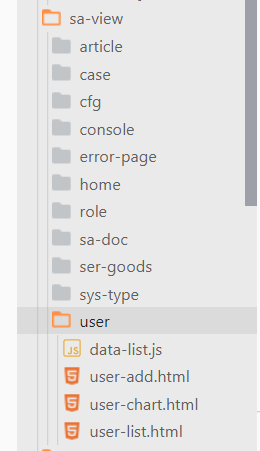 sa-view
article
case
cfg
console
error-page
home
role
sa-doc
ser-goods
sys-type
user
JS data-list.js
user-add.html
user-chart.html
user-list.html